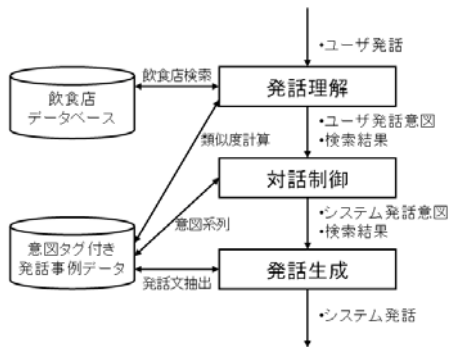 •ユーザ発話
飲食店検索
発話理解
飲食店
データベース
•ユーザ発話意図
•検索結果
類似度計算
対話制御
意図系列
•システム発話意図
•検索結果
意図タグ付き
発話事例データ
発話生成
発話文抽出
•システム発話